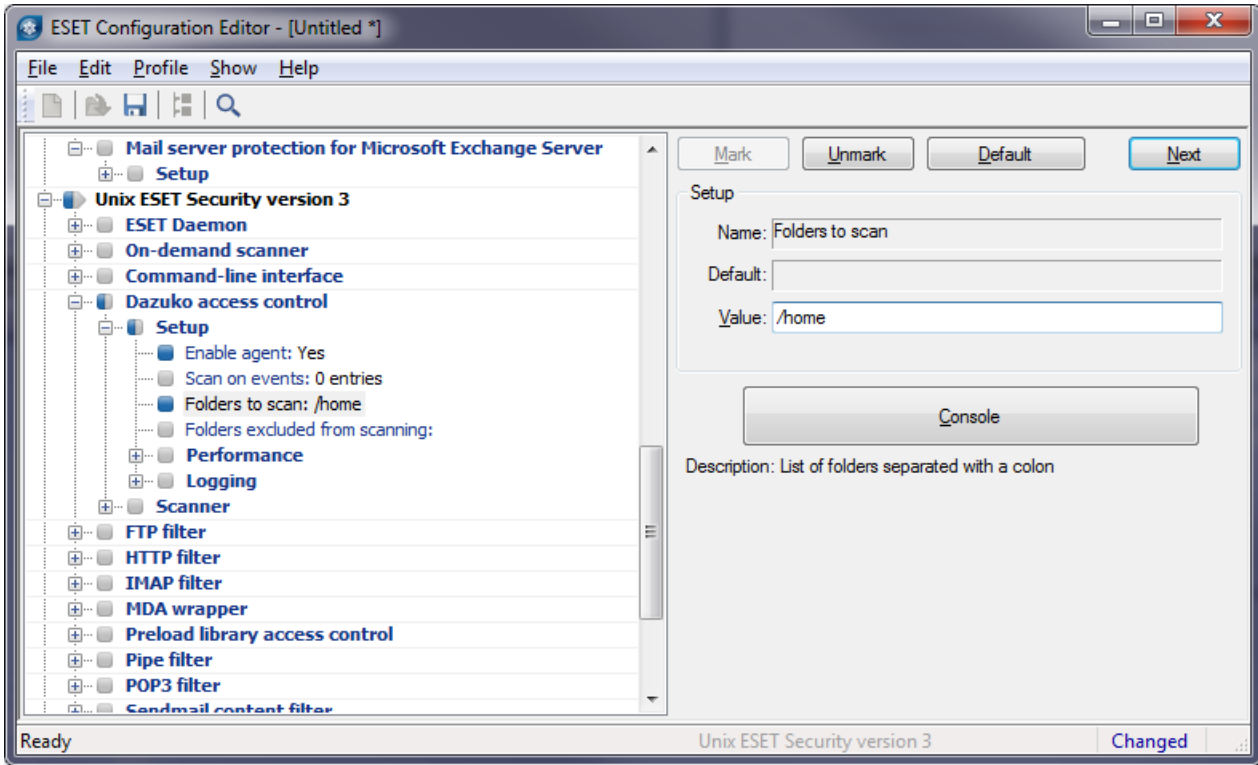 ESET Configuration Editor - [Untitled *]
File Edit Profile Show Help
Mail server protection for Microsoft Exchange Server
Setup
Unix ESET Security version 3
ESET Daemon
On-demand scanner
Command-line interface
Dazuko access control
Setup
Enable agent: Yes
Scan on events: 0 entries
Folders to scan: /home
Folders excluded from scanning:
Performance
Logging
Scanner
FTP filter
HTTP filter
IMAP filter
MDA wrapper
Preload library access control
Pipe filter
POP3 filter
Sendmail content filter
Mark Unmark Default Next
Setup
Name: Folders to scan
Default:
Value: /home
Console
Description: List of folders separated with a colon
Ready Unix ESET Security version 3 Changed